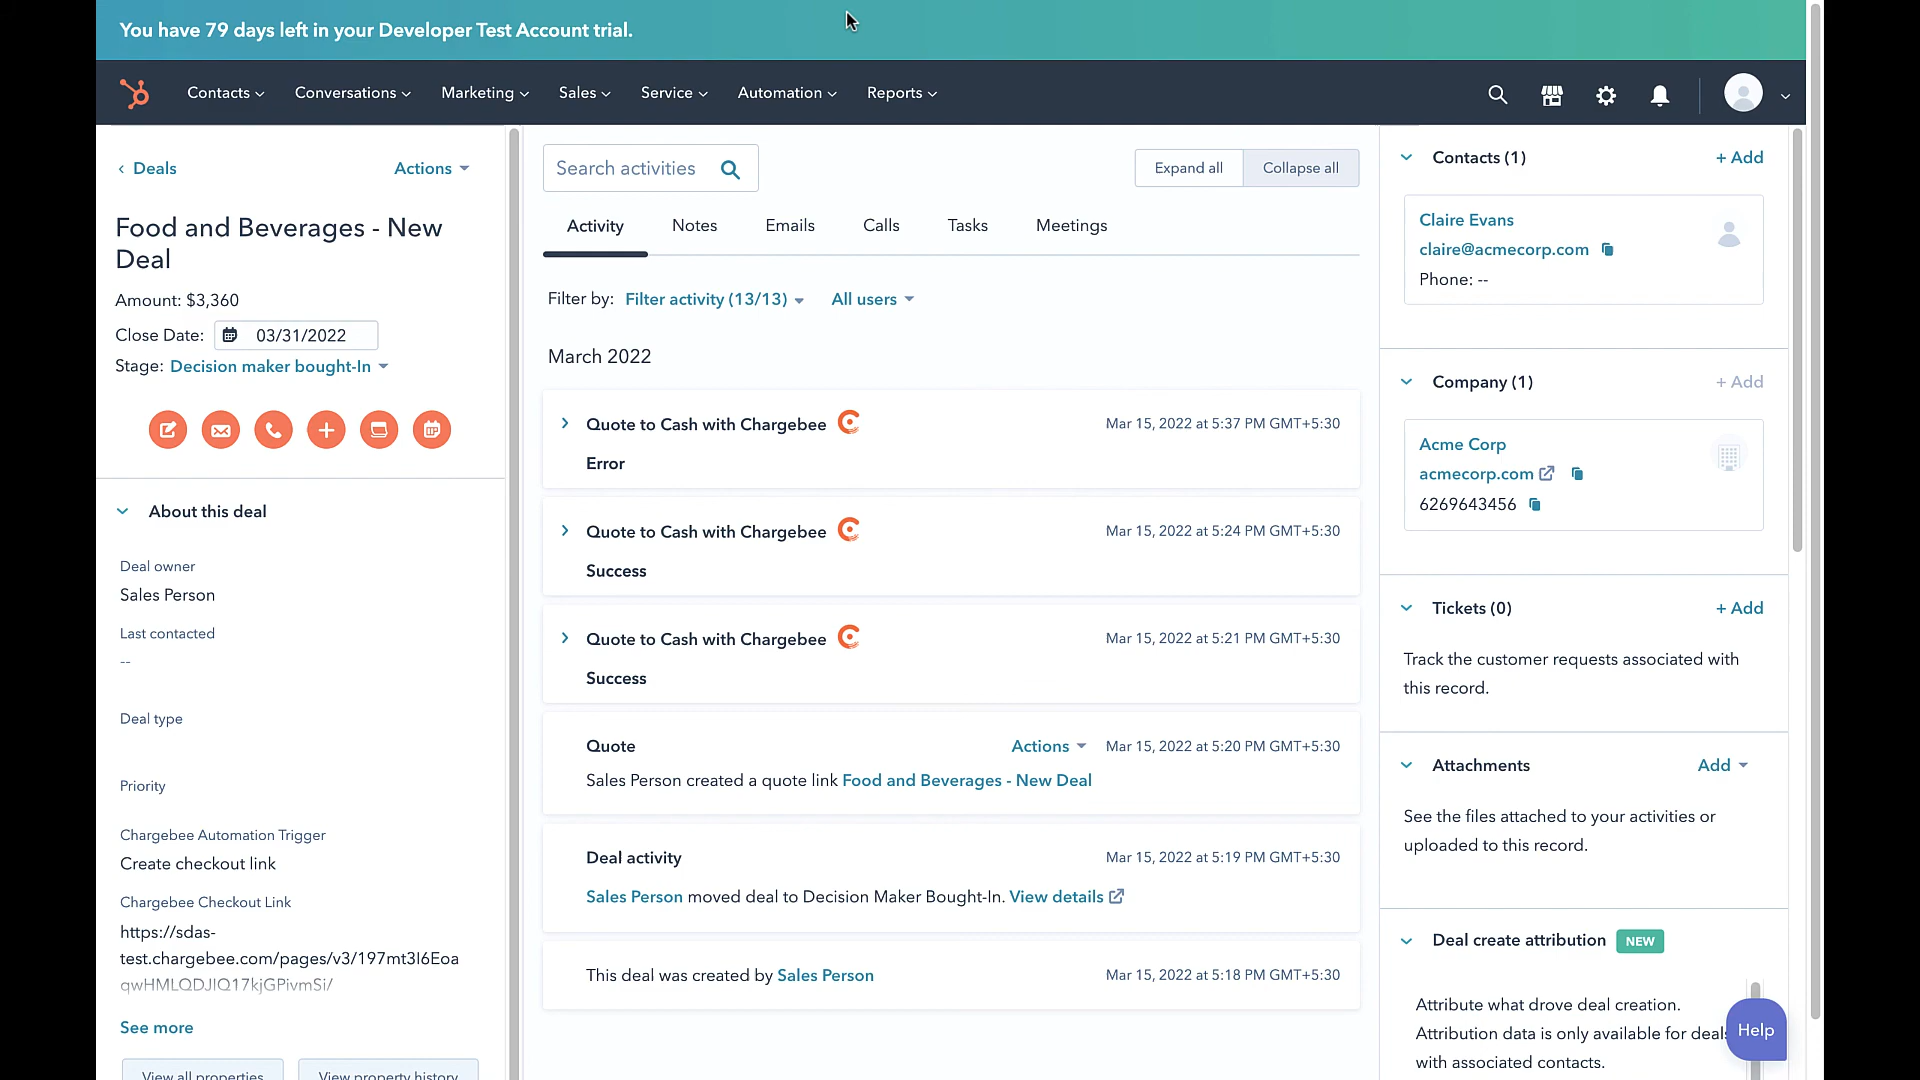 You have 79 days left in your Developer Test Account trial.
Contacts
Conversations
Marketing
Sales
Service
Automation
Reports
Deals
Actions
Food and Beverages - New
Deal
Amount: $3,360
Close Date: 03/31/2022
Stage: Decision maker bought-In
About this deal
Deal owner
Sales Person
Last contacted
--
Deal type
Priority
Chargebee Automation Trigger
Create checkout link
Chargebee Checkout Link
https://sdas-
test.chargebee.com/pages/v3/197mt3I6Eoa
See more
View all properties
View property history
Search activities
Expand all
Collapse all
Activity
Notes
Emails
Calls
Tasks
Meetings
Filter by: Filter activity (13/13) All users
March 2022
Quote to Cash with Chargebee
Mar 15, 2022 at 5:37 PM GMT+5:30
Error
Quote to Cash with Chargebee
Mar 15, 2022 at 5:24 PM GMT+5:30
Success
Quote to Cash with Chargebee
Mar 15, 2022 at 5:21 PM GMT+5:30
Success
Quote
Actions
Mar 15, 2022 at 5:20 PM GMT+5:30
Sales Person created a quote link Food and Beverages - New Deal
Deal activity
Mar 15, 2022 at 5:19 PM GMT+5:30
Sales Person moved deal to Decision Maker Bought-In. View details
This deal was created by Sales Person
Mar 15, 2022 at 5:18 PM GMT+5:30
Contacts (1)
+ Add
Claire Evans
claire@acmecorp.com
Phone: --
Company (1)
+ Add
Acme Corp
acmecorp.com
6269643456
Tickets (0)
+ Add
Track the customer requests associated with
this record.
Attachments
Add
See the files attached to your activities or
uploaded to this record.
Deal create attribution NEW
Attribute what drove deal creation.
Attribution data is only available for deals
with associated contacts.
Help